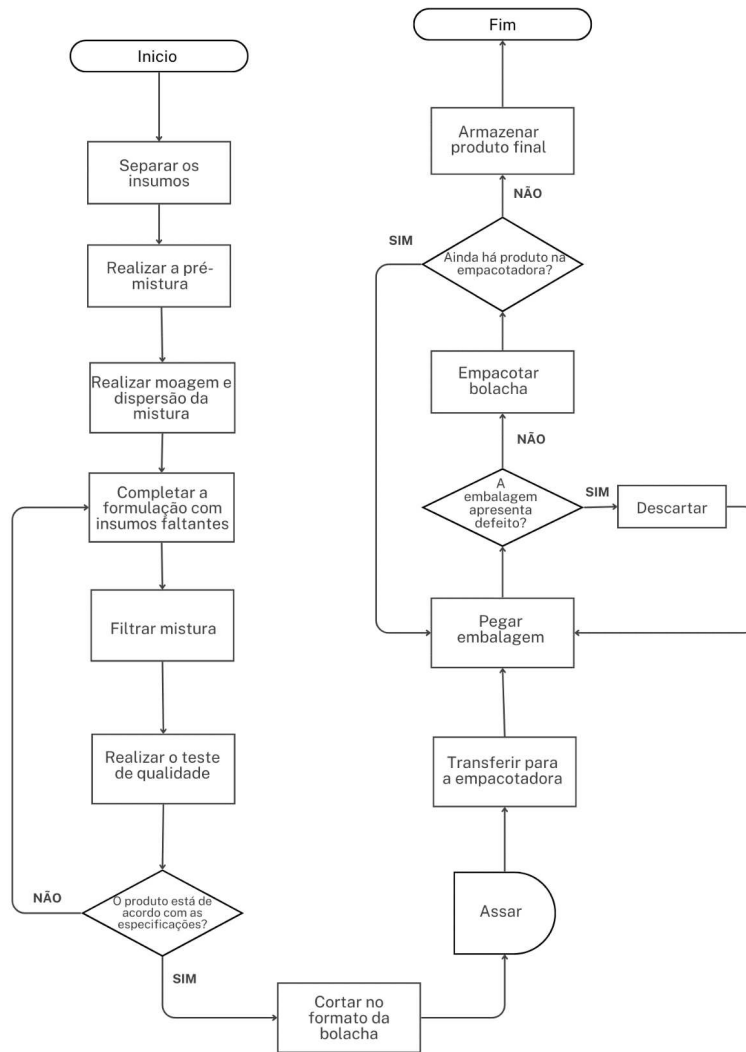 Inicio
Separar os
insumos
Realizar a pré-
mistura
Realizar moagem e
dispersão da
mistura
Completar a
formulação com
insumos faltantes
Filtrar mistura
Realizar o teste
de qualidade
O produto está de
acordo com as
especificações?
NÃO
SIM
Cortar no
formato da
bolacha
Assar
Transferir para
a empacotadora
Pegar
embalagem
A
embalagem
apresenta
defeito?
SIM
Descartar
NÃO
Empacotar
bolacha
Ainda há produto na
empacotadora?
SIM
NÃO
Armazenar
produto final
Fim